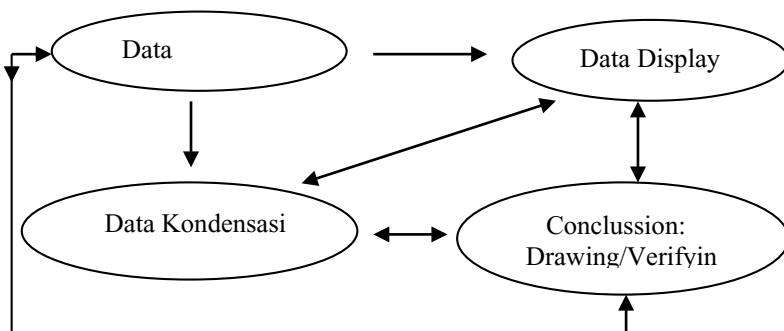 Data
Data Display
Data Kondensasi
Conclussion:
Drawing/Verifyin